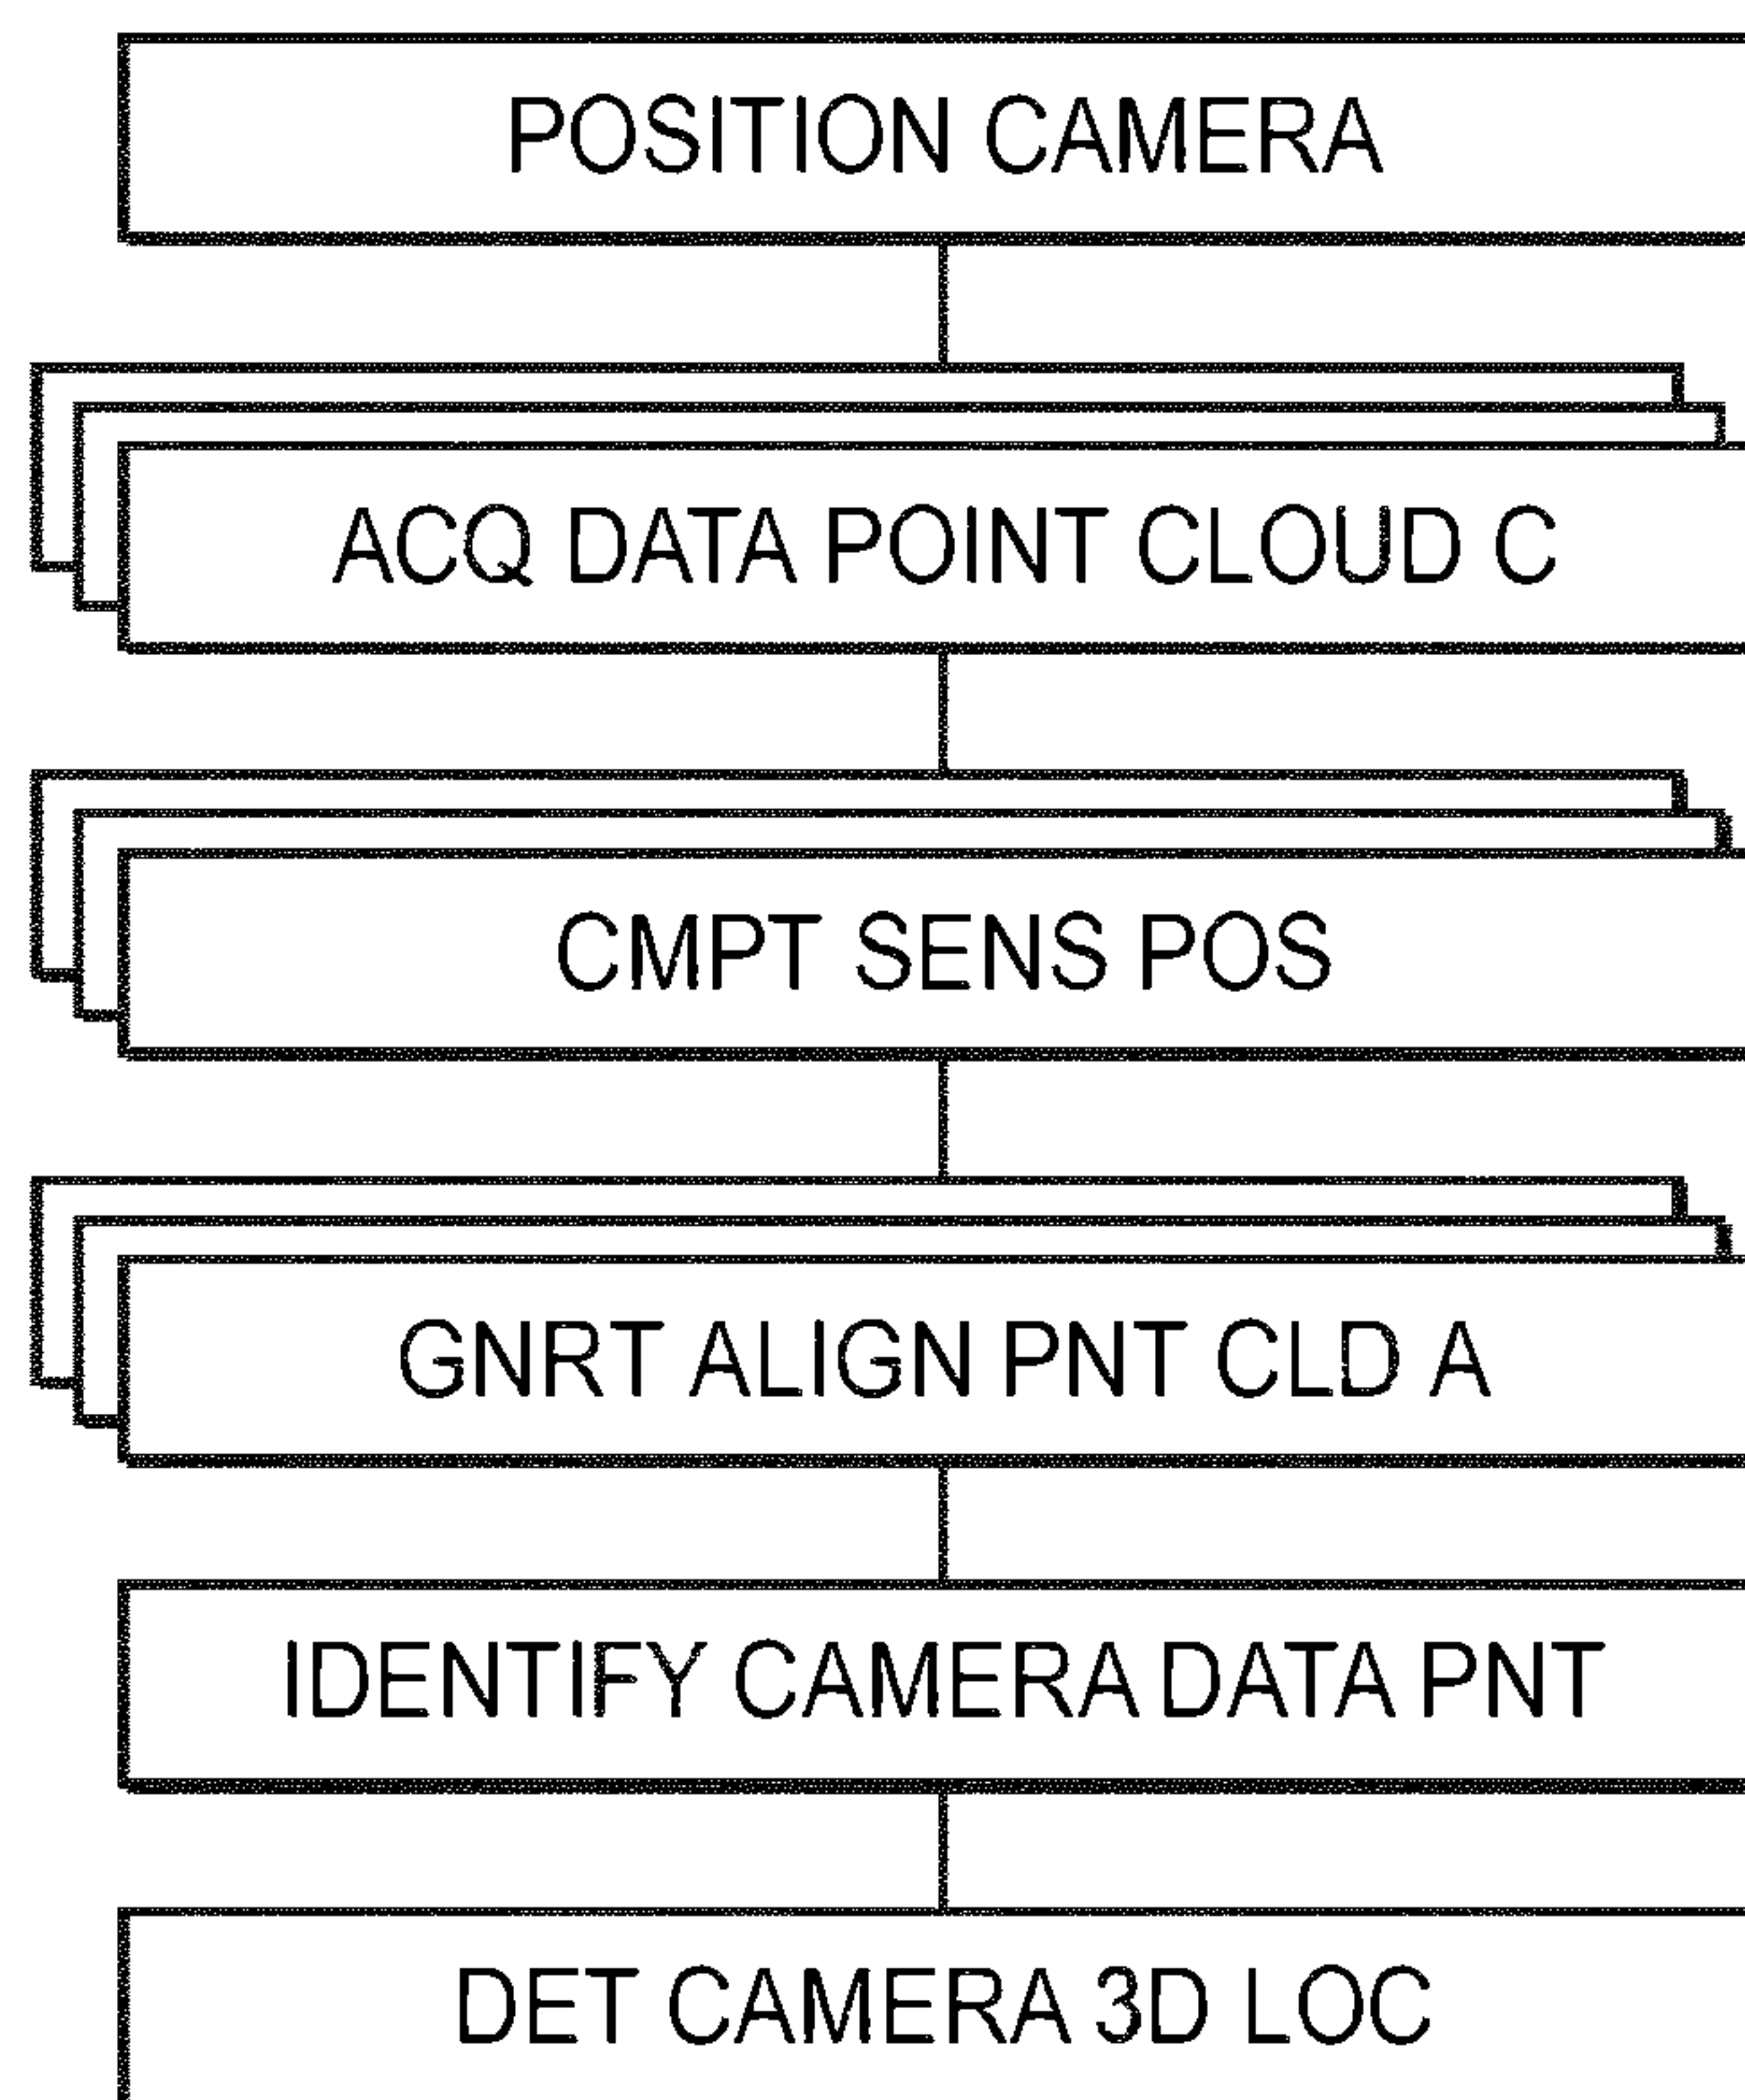 POSITION CAMERA
ACQ DATA POINT CLOUD C
CMPT SENS POS
GNRT ALIGN PNT CLD A
IDENTIFY CAMERA DATA PNT
DET CAMERA 3D LOC